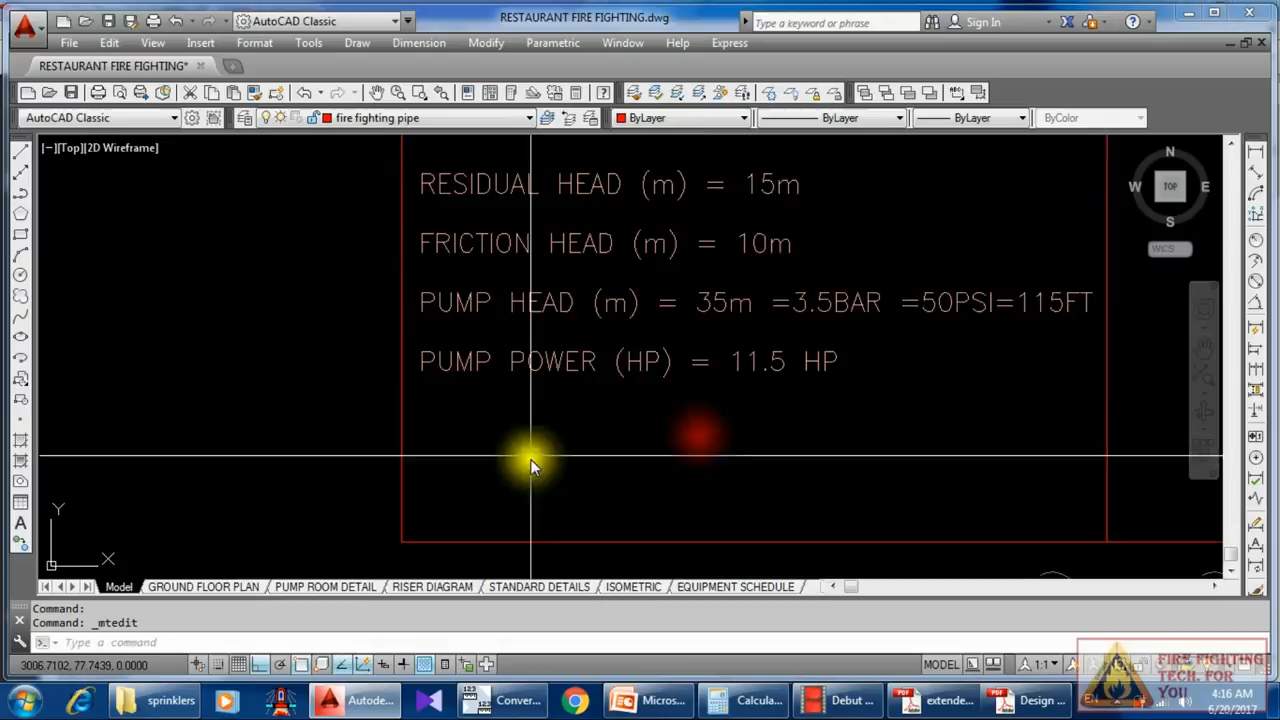 AutoCAD Classic
RESTAURANT FIRE FIGHTING.dwg
Type a keyword or phrase
Sign In
File Edit View Insert Format Tools Draw Dimension Modify Parametric Window Help Express
RESTAURANT FIRE FIGHTING*
AutoCAD Classic
fire fighting pipe
ByLayer
ByLayer
ByLayer
ByColor
[−][Top][2D Wireframe]
N
W TOP E
S
WCS
RESIDUAL HEAD (m) = 15m
FRICTION HEAD (m) = 10m
PUMP HEAD (m) = 35m =3.5BAR =50PSI=115FT
PUMP POWER (HP) = 11.5 HP
Y
X
Model GROUND FLOOR PLAN PUMP ROOM DETAIL RISER DIAGRAM STANDARD DETAILS ISOMETRIC EQUIPMENT SCHEDULE
Command:
Command: _mtedit
Type a command
3006.7102, 77.7439, 0.0000
MODEL
1:1
FIRE FIGHTING
TECH. FOR
YOU
sprinklers
Autode...
Conver...
Micros...
Calcula...
Debut ...
extende...
Design ...
EN
4:16 AM
6/20/2017